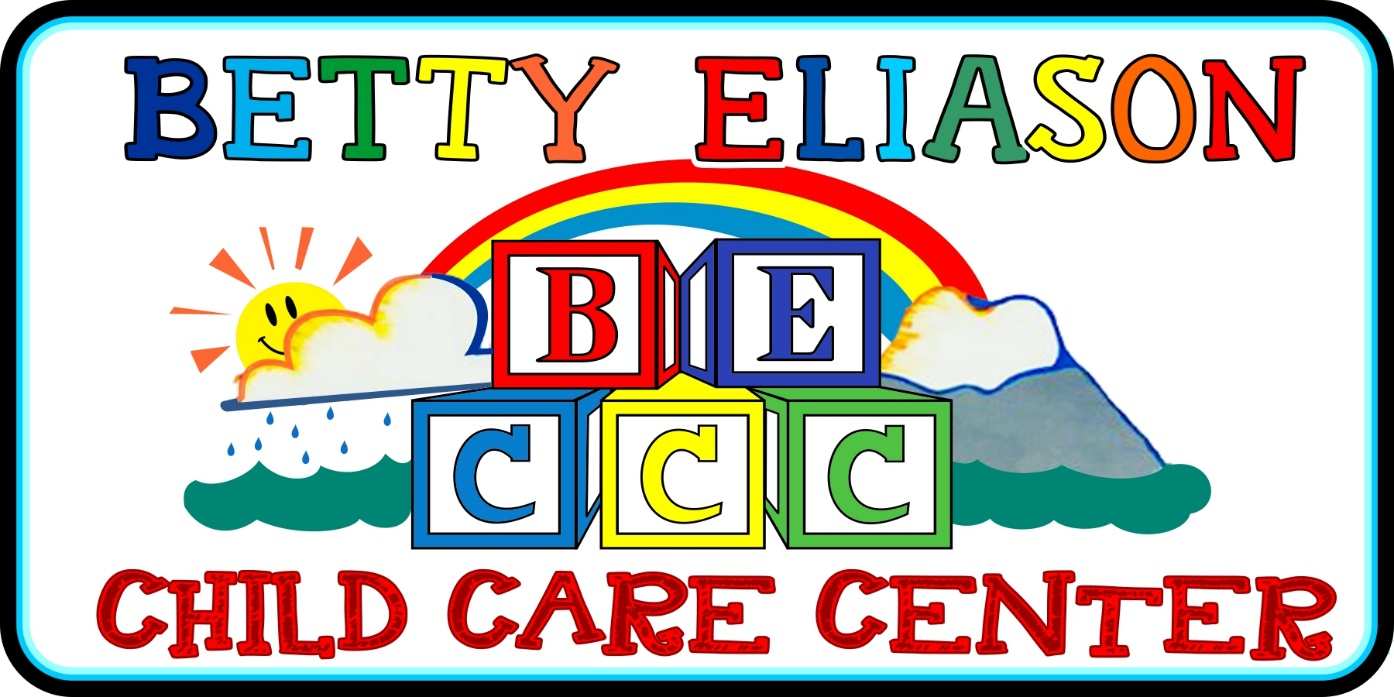 BETTY ELIASON
B E
C C C
CHILD CARE CENTER